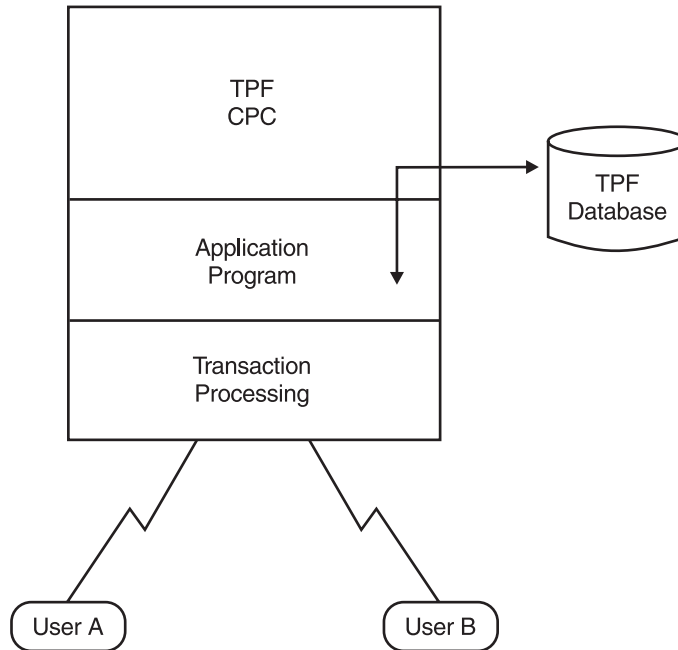 TPF
CPC
TPF
Database
Application
Program
Transaction
Processing
User A
User B